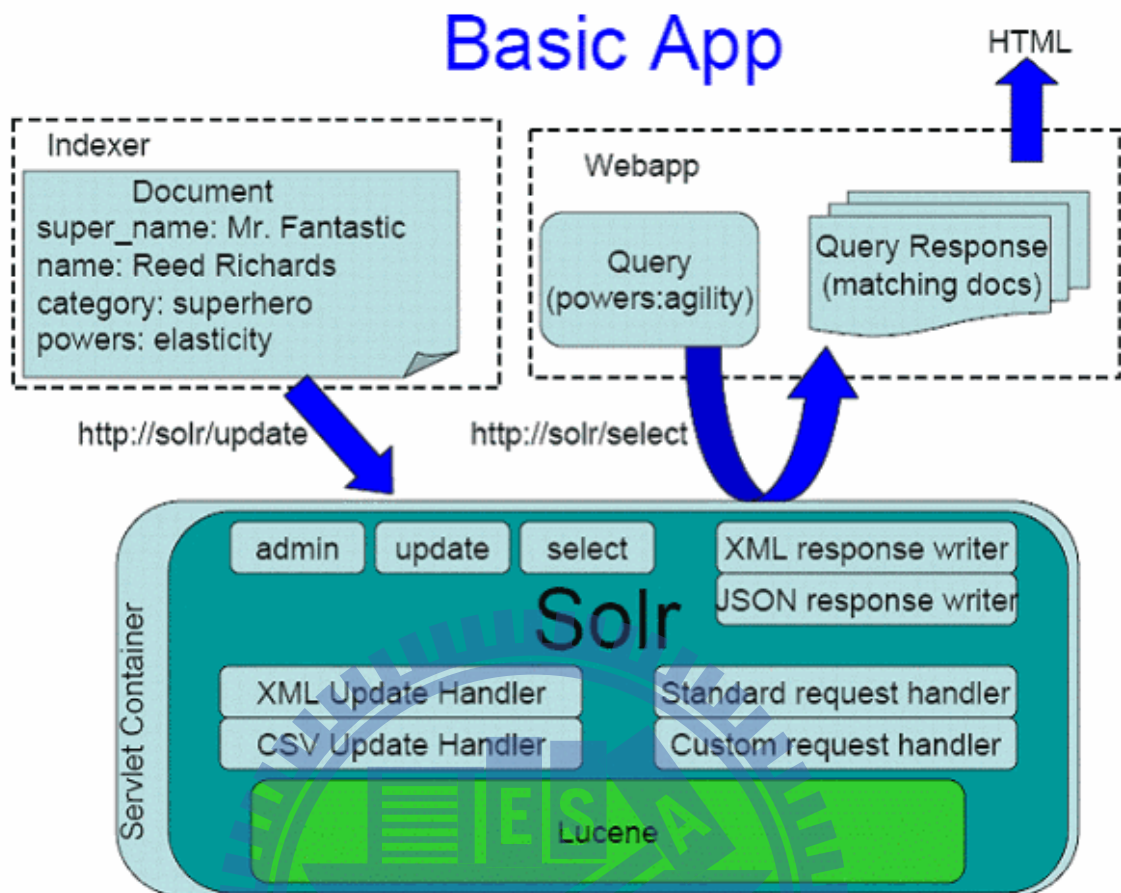 Basic App
HTML
Indexer
Document
super_name: Mr. Fantastic
name: Reed Richards
category: superhero
powers: elasticity
Webapp
Query
(powers:agility)
Query Response
(matching docs)
http://solr/update
http://solr/select
admin
update
select
XML response writer
JSON response writer
Solr
Servlet Container
XML Update Handler
CSV Update Handler
Standard request handler
Custom request handler
Lucene
ESA